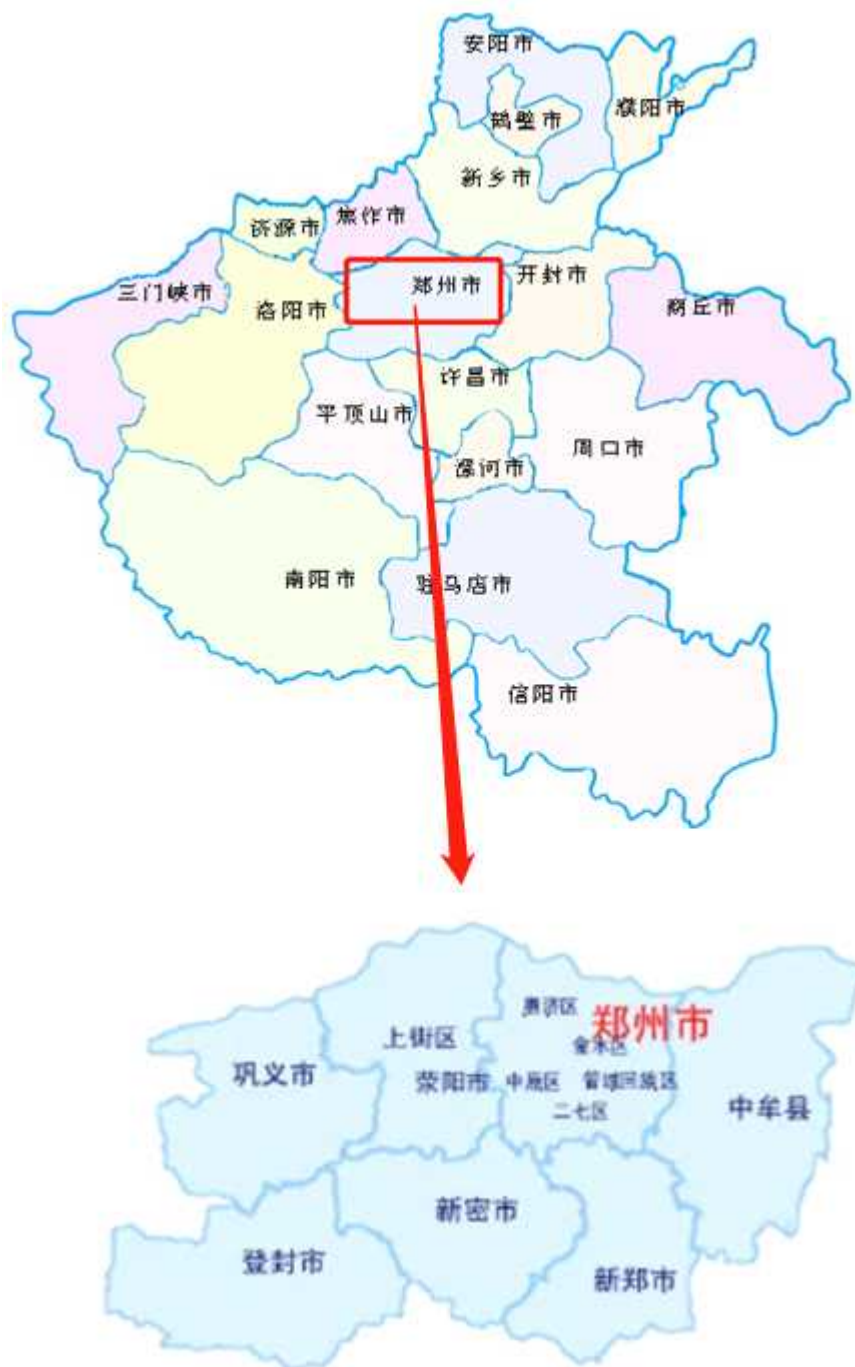 安阳市
鹤壁市
濮阳市
新乡市
济源市
焦作市
三门峡市
洛阳市
郑州市
开封市
商丘市
许昌市
平顶山市
漯河市
周口市
南阳市
驻马店市
信阳市
惠济区
郑州市
金水区
上街区
巩义市
荥阳市
中原区
管城回族区
二七区
中牟县
新密市
登封市
新郑市